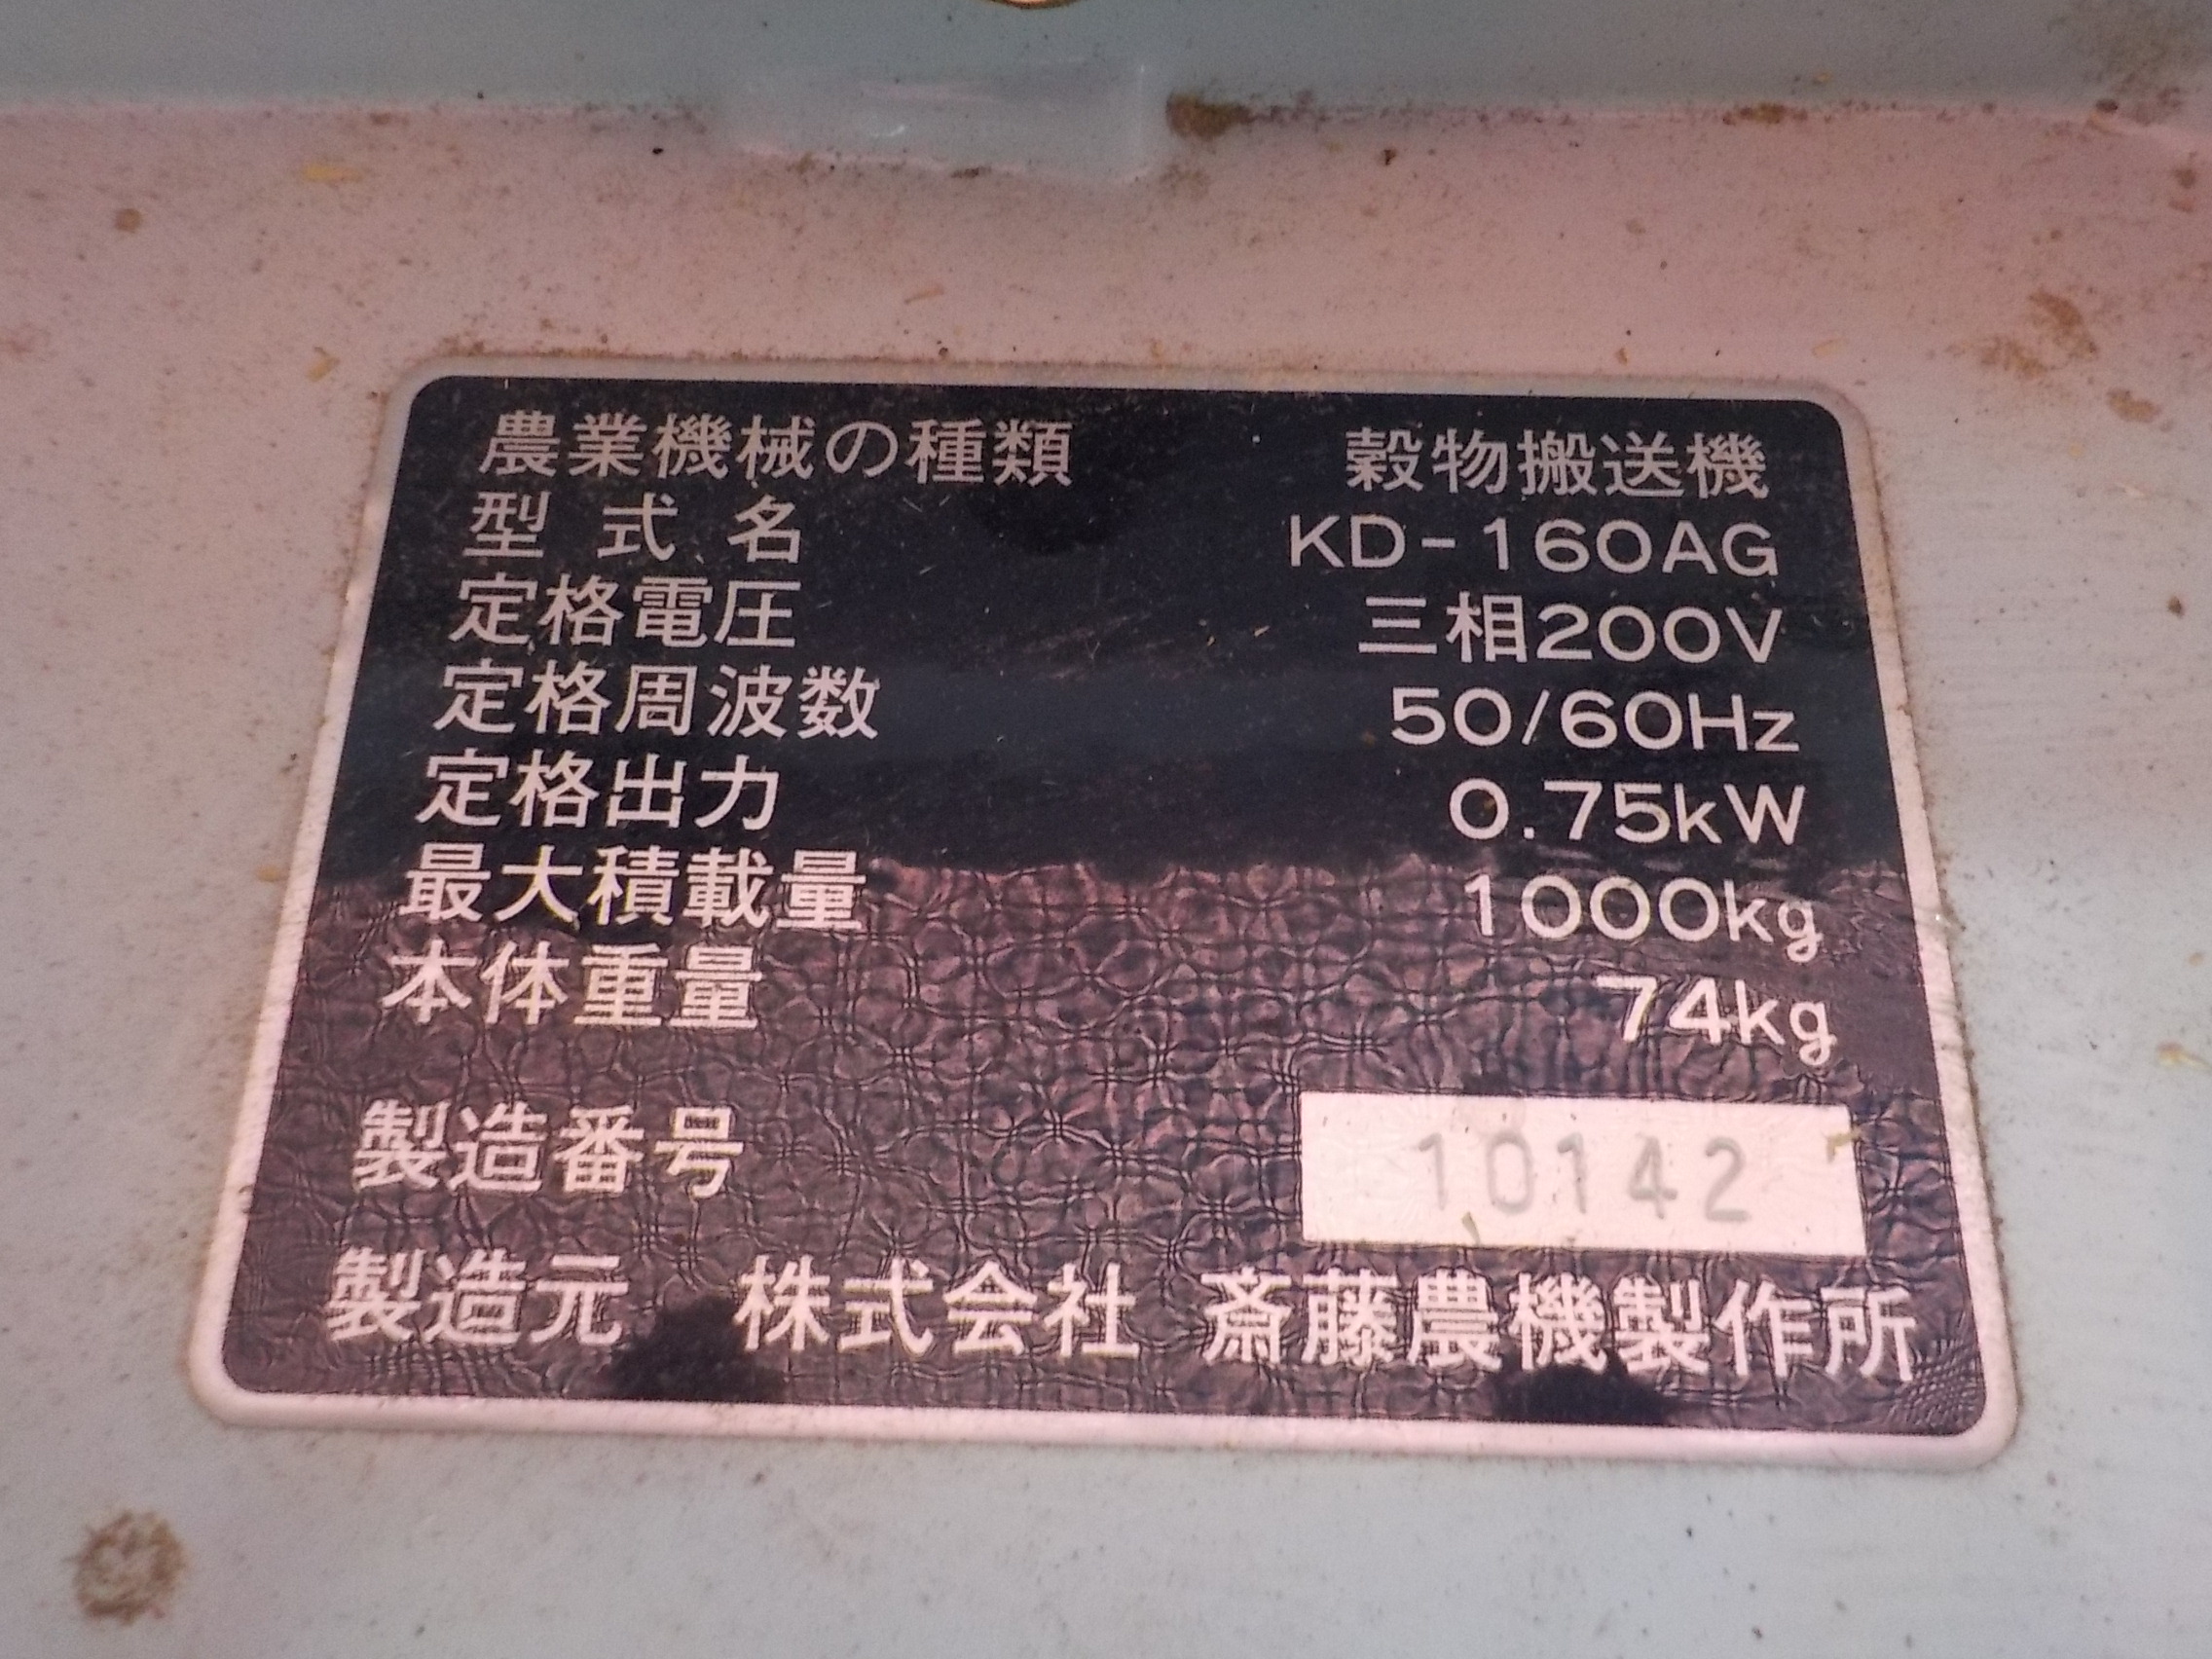 農業機械の種類 穀物搬送機
型式名 KD-160AG
定格電圧 三相200V
定格周波数 50/60Hz
定格出力 0.75kW
最大積載量 1000kg
本体重量 74kg
製造番号 10142
製造元 株式会社 斎藤農機製作所